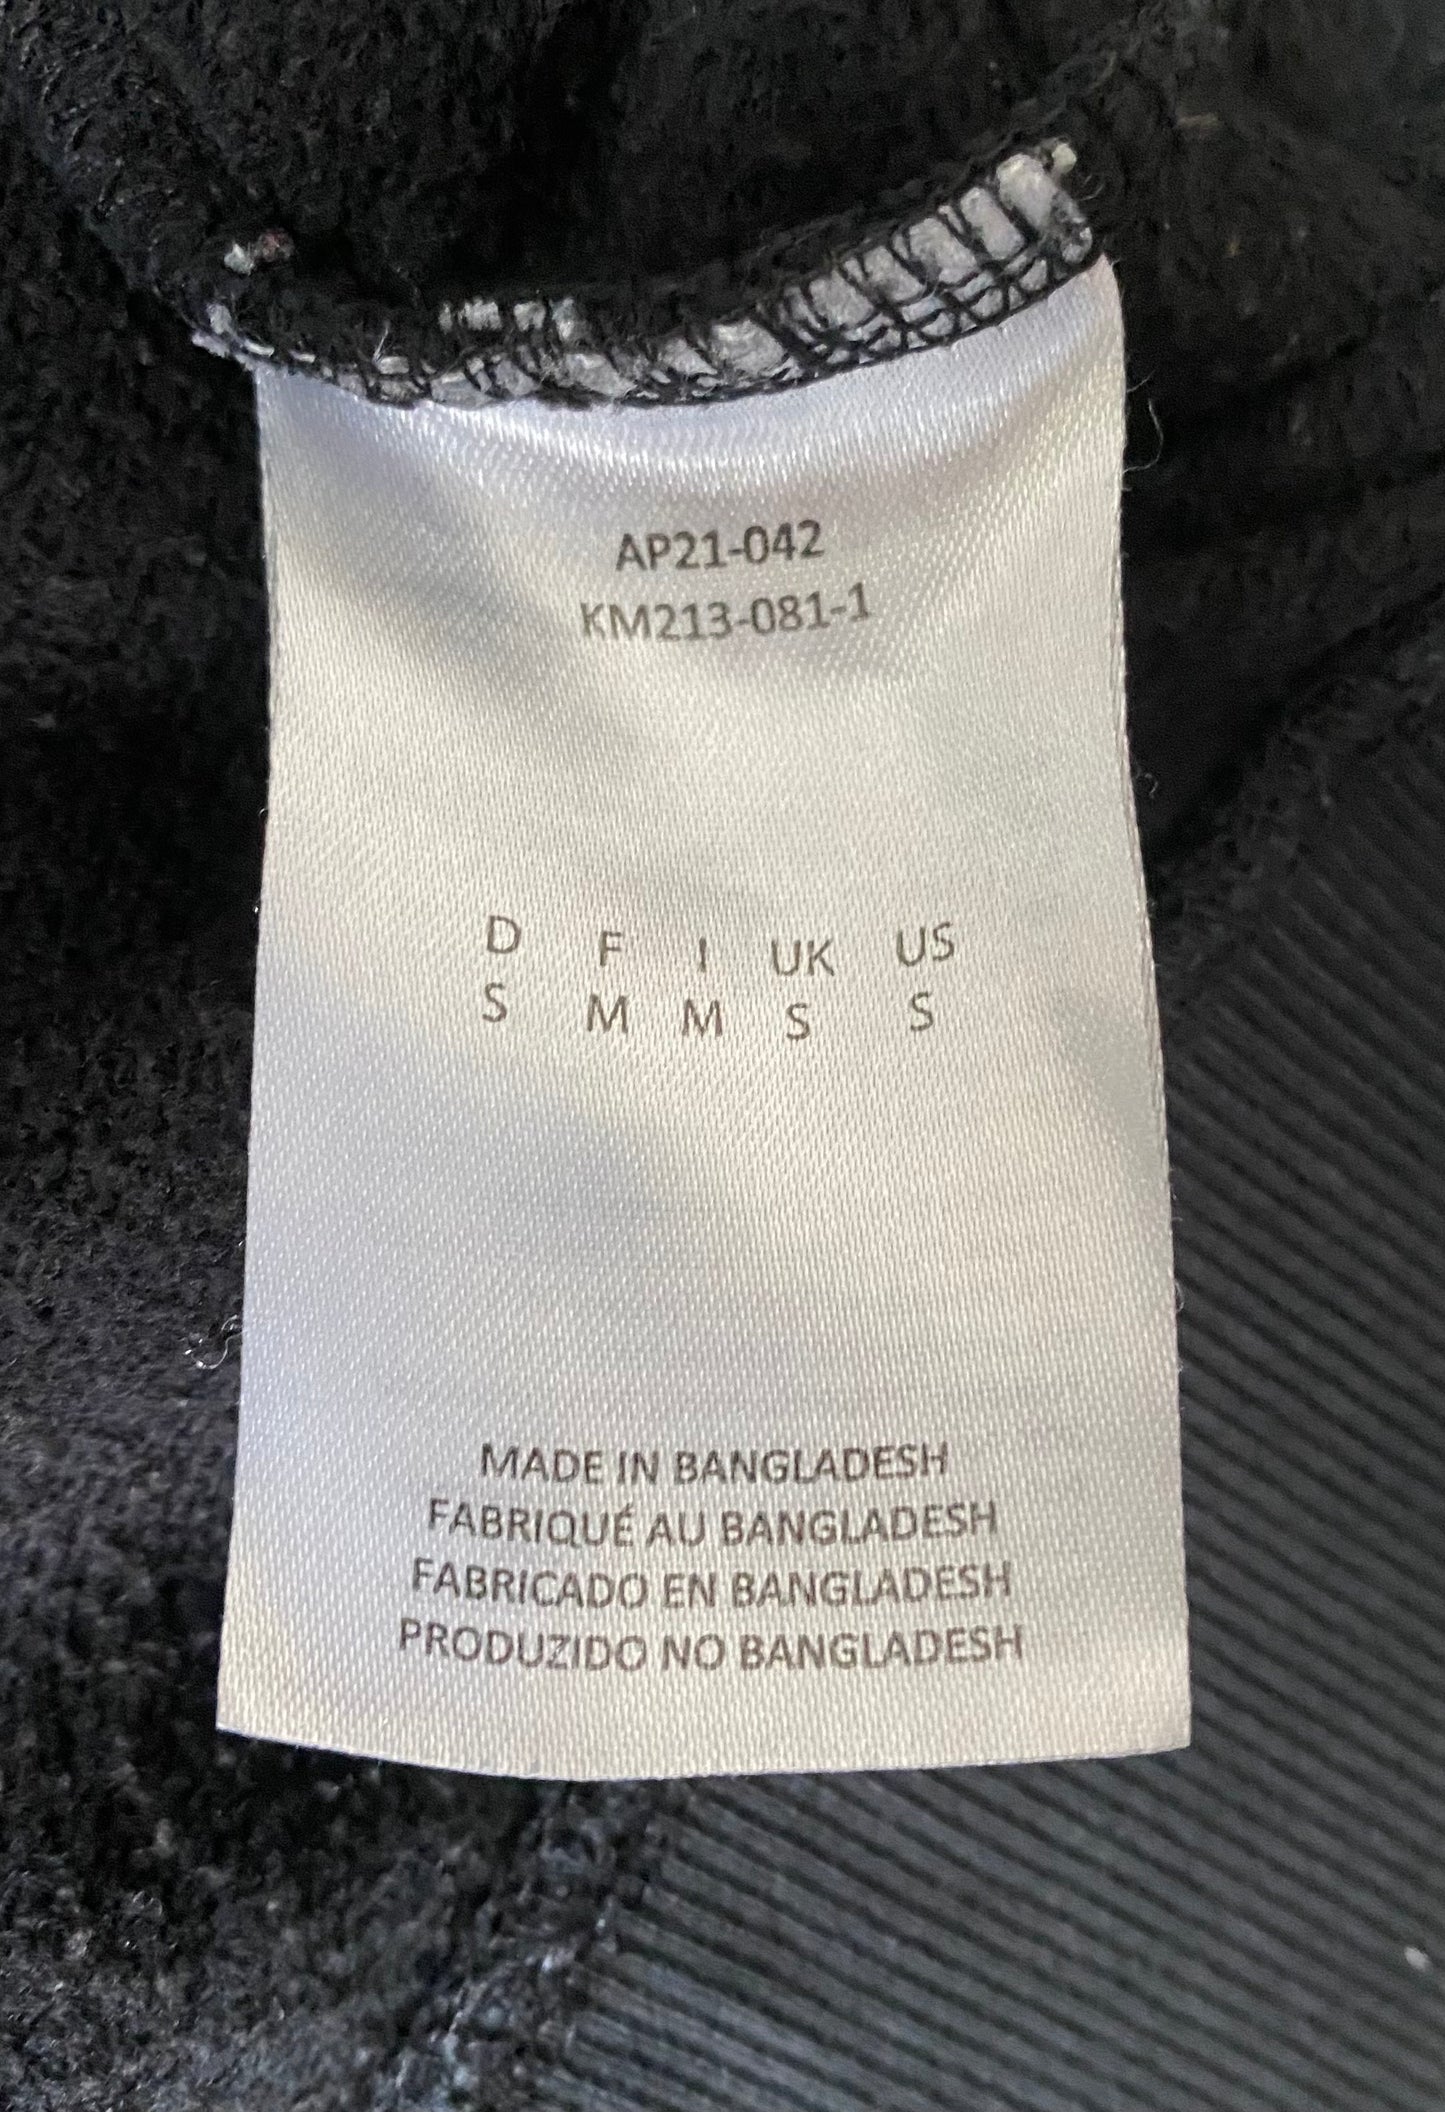 AP21-042
KM213-081-1
D F I UK US
S M M S S
MADE IN BANGLADESH
FABRIQUÉ AU BANGLADESH
FABRICADO EN BANGLADESH
PRODUZIDO NO BANGLADESH